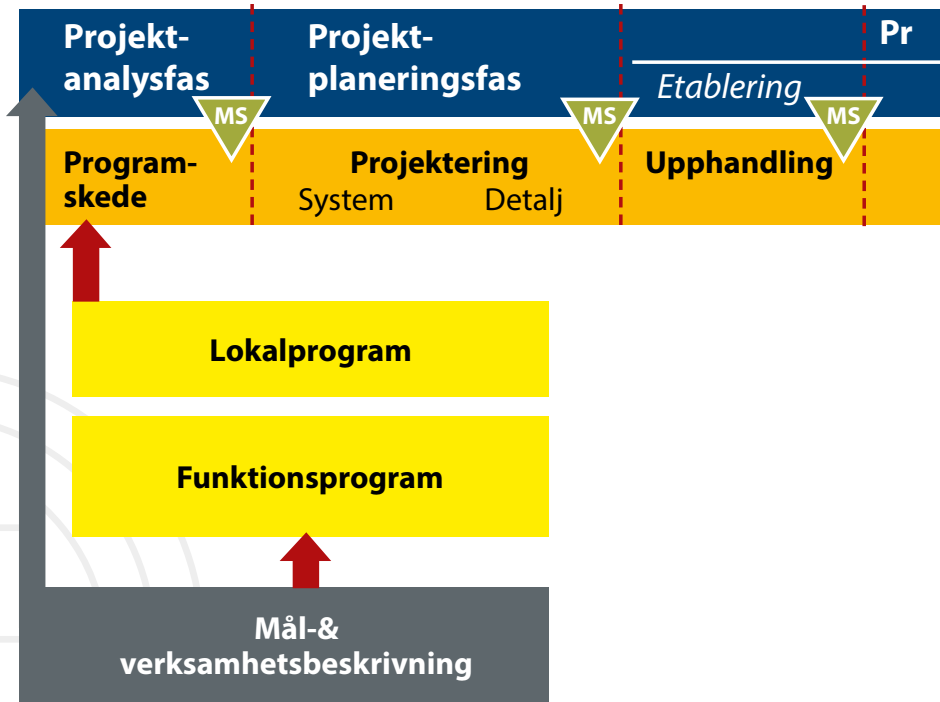 Projekt-
analysfas
Projekt-
planeringsfas
Pr
Etablering
MS
MS
MS
Program-
skede
Projektering
System Detalj
Upphandling
Lokalprogram
Funktionsprogram
Mål-&
verksamhetsbeskrivning